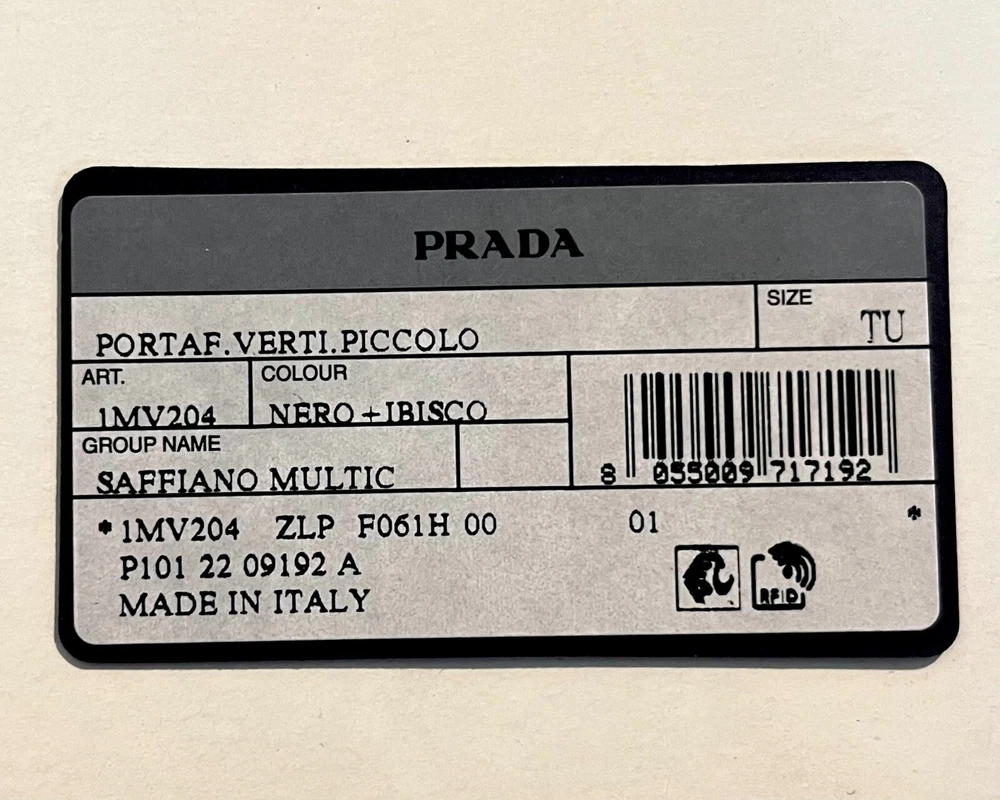 PRADA
SIZE
TU
PORTAF.VERTI.PICCOLO
ART.
1MV204
COLOUR
NERO+IBISCO
GROUP NAME
SAFFIANO MULTIC
8 055009 717192
*1MV204 ZLP F061H 00 01 *
P101 22 09192 A
MADE IN ITALY
RFID